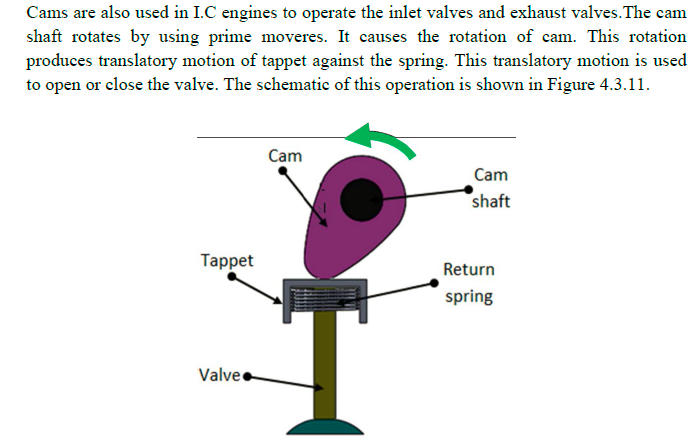 Cams are also used in I.C engines to operate the inlet valves and exhaust valves.The cam
shaft rotates by using prime moveres. It causes the rotation of cam. This rotation
produces translatory motion of tappet against the spring. This translatory motion is used
to open or close the valve. The schematic of this operation is shown in Figure 4.3.11.
Cam
Cam
shaft
Tappet
Return
spring
Valve